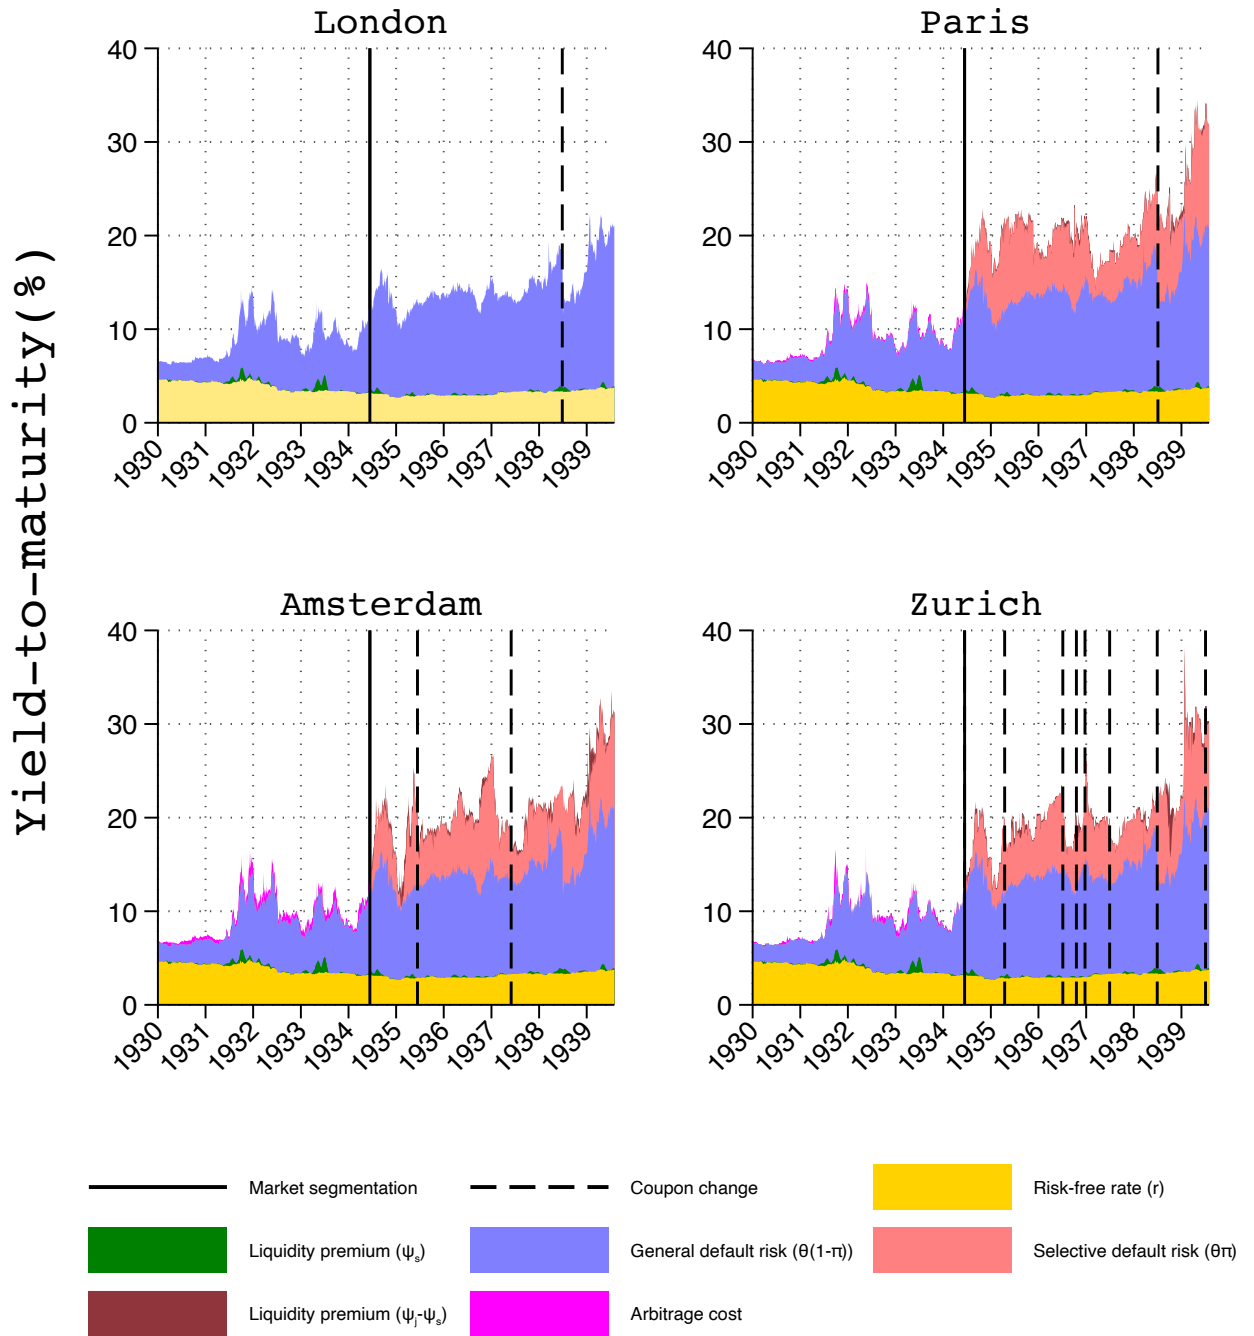 Yield-to-maturity(%)
London
40
30
20
10
0
1930 1931 1932 1933 1934 1935 1936 1937 1938 1939
Paris
40
30
20
10
0
1930 1931 1932 1933 1934 1935 1936 1937 1938 1939
Amsterdam
40
30
20
10
0
1930 1931 1932 1933 1934 1935 1936 1937 1938 1939
Zurich
40
30
20
10
0
1930 1931 1932 1933 1934 1935 1936 1937 1938 1939
Market segmentation
Coupon change
Risk-free rate (r)
Liquidity premium (ψₛ)
General default risk (θ(1-π))
Selective default risk (θπ)
Liquidity premium (ψⱼ-ψₛ)
Arbitrage cost